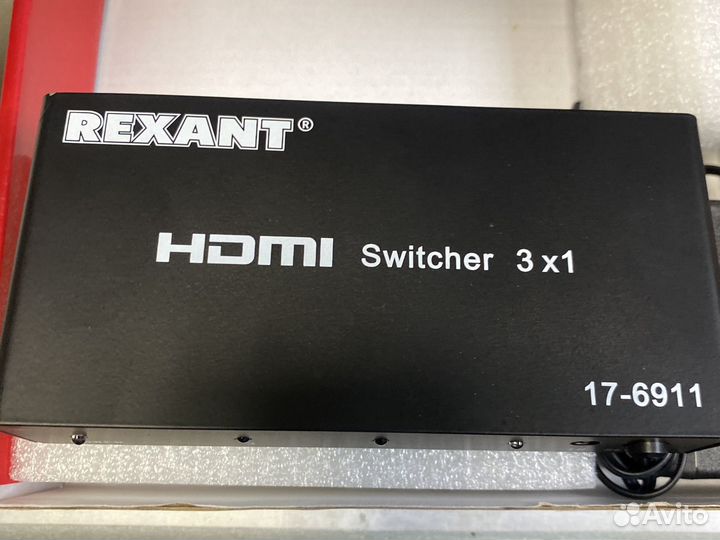 REXANT®
HDMI Switcher 3 x1
17-6911
Avito